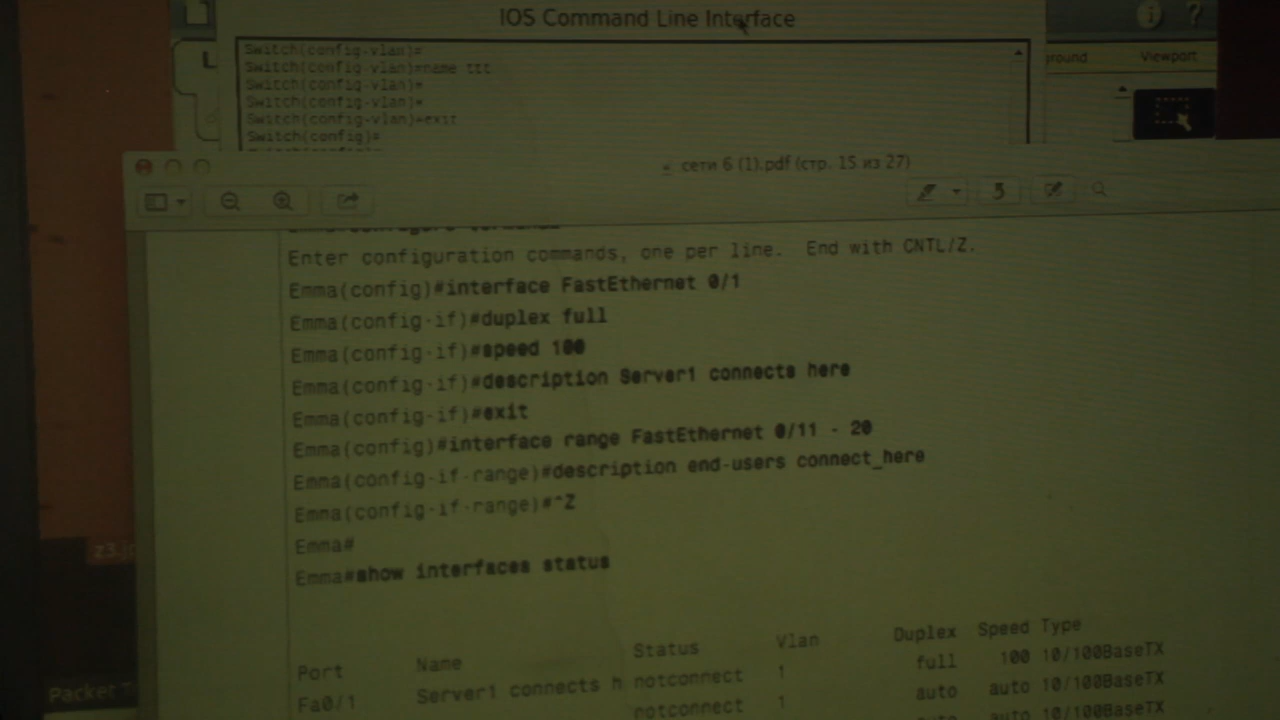 IOS Command Line Interface
Switch(config-vlan)#
Switch(config-vlan)#name ttt
Switch(config-vlan)#
Switch(config-vlan)#
Switch(config-vlan)#exit
Switch(config)#
round
Viewport
сети 6 (1).pdf (стр. 15 из 27)
Enter configuration commands, one per line. End with CNTL/Z.
Emma(config)#interface FastEthernet 0/1
Emma(config-if)#duplex full
Emma(config-if)#speed 100
Emma(config-if)#description Server1 connects here
Emma(config-if)#exit
Emma(config)#interface range FastEthernet 0/11 - 20
Emma(config-if-range)#description end-users connect_here
Emma(config-if-range)#^Z
Emma#
Emma#show interfaces status
Port Name Status Vlan Duplex Speed Type
Fa0/1 Server1 connects h notconnect 1 full 100 10/100BaseTX
notconnect 1 auto auto 10/100BaseTX
auto 10/100BaseTX
Packet T